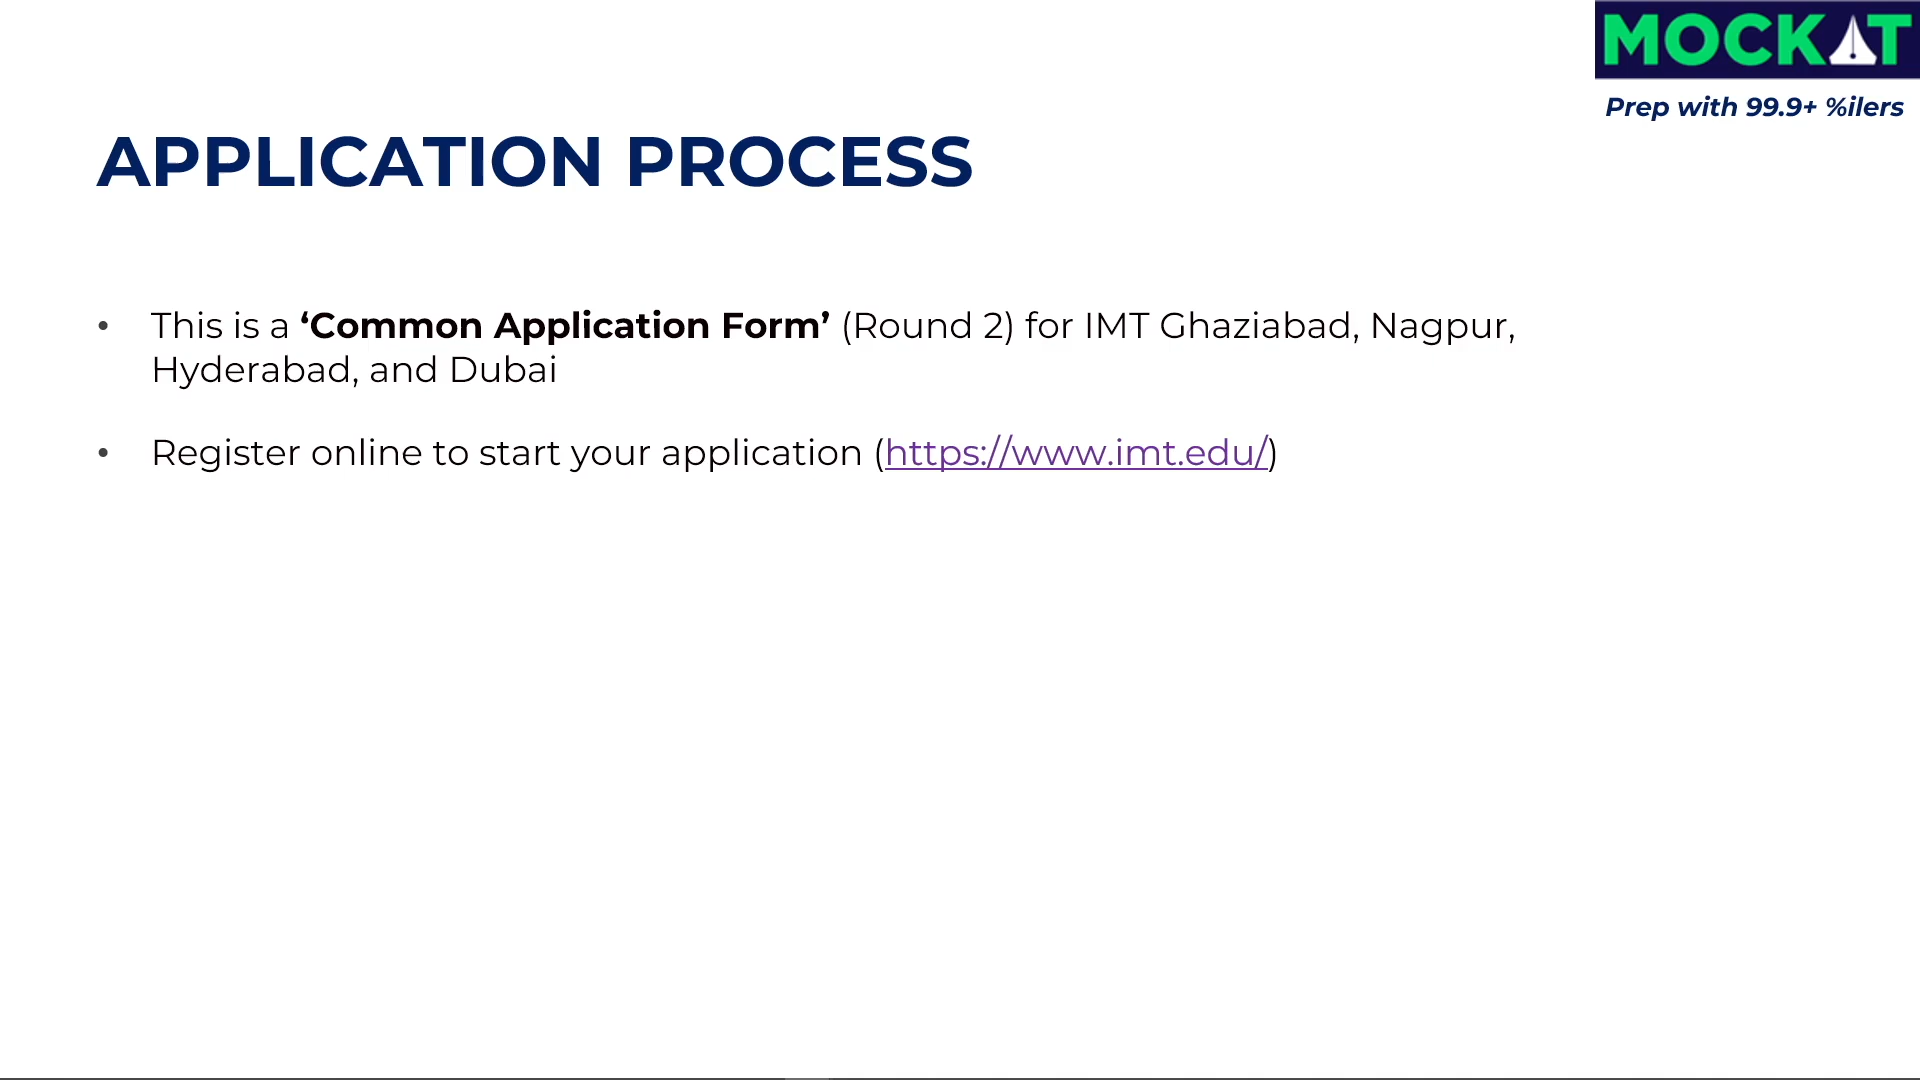 MOCKAT
Prep with 99.9+ %ilers
APPLICATION PROCESS
• This is a ‘Common Application Form’ (Round 2) for IMT Ghaziabad, Nagpur,
Hyderabad, and Dubai
• Register online to start your application (https://www.imt.edu/)